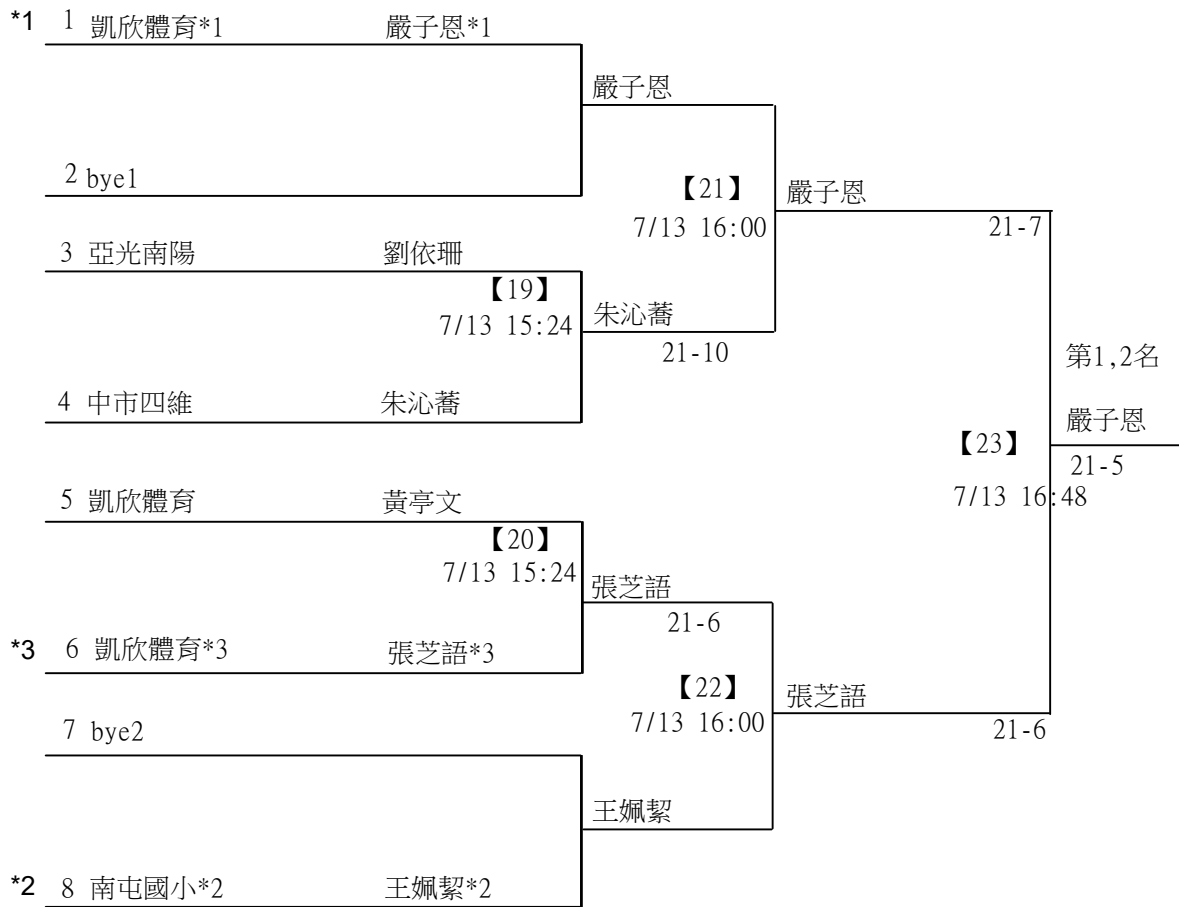 *1 1 凱欣體育*1 嚴子恩*1
嚴子恩
2 bye1
【21】
嚴子恩
7/13 16:00
21-7
3 亞光南陽 劉依珊
【19】
7/13 15:24
朱沁蕎
21-10
第1,2名
4 中市四維 朱沁蕎
嚴子恩
【23】
21-5
7/13 16:48
5 凱欣體育 黃亭文
【20】
7/13 15:24
張芝語
21-6
*3 6 凱欣體育*3 張芝語*3
【22】
張芝語
7/13 16:00
21-6
7 bye2
王姵絜
*2 8 南屯國小*2 王姵絜*2